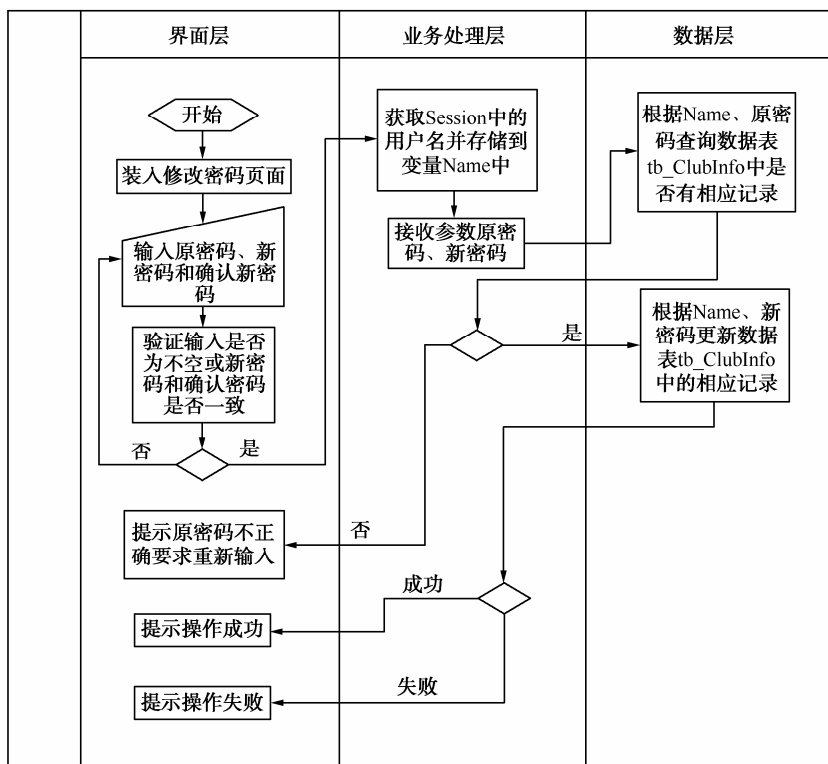 界面层
业务处理层
数据层
开始
装入修改密码页面
输入原密码、新
密码和确认新密
码
验证输入是否
为不空或新密
码和确认密码
是否一致
否
是
获取Session中的
用户名并存储到
变量Name中
接收参数原密
码、新密码
根据Name、原密
码查询数据表
tb_ClubInfo中是
否有相应记录
是
根据Name、新
密码更新数据
表tb_ClubInfo
中的相应记录
否
提示原密码不正
确要求重新输入
成功
提示操作成功
失败
提示操作失败